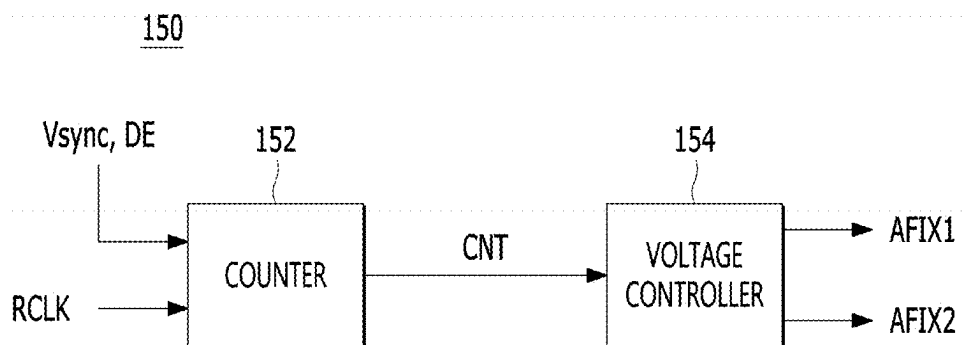 150
Vsync, DE
152
154
COUNTER
CNT
VOLTAGE
CONTROLLER
AFIX1
RCLK
AFIX2